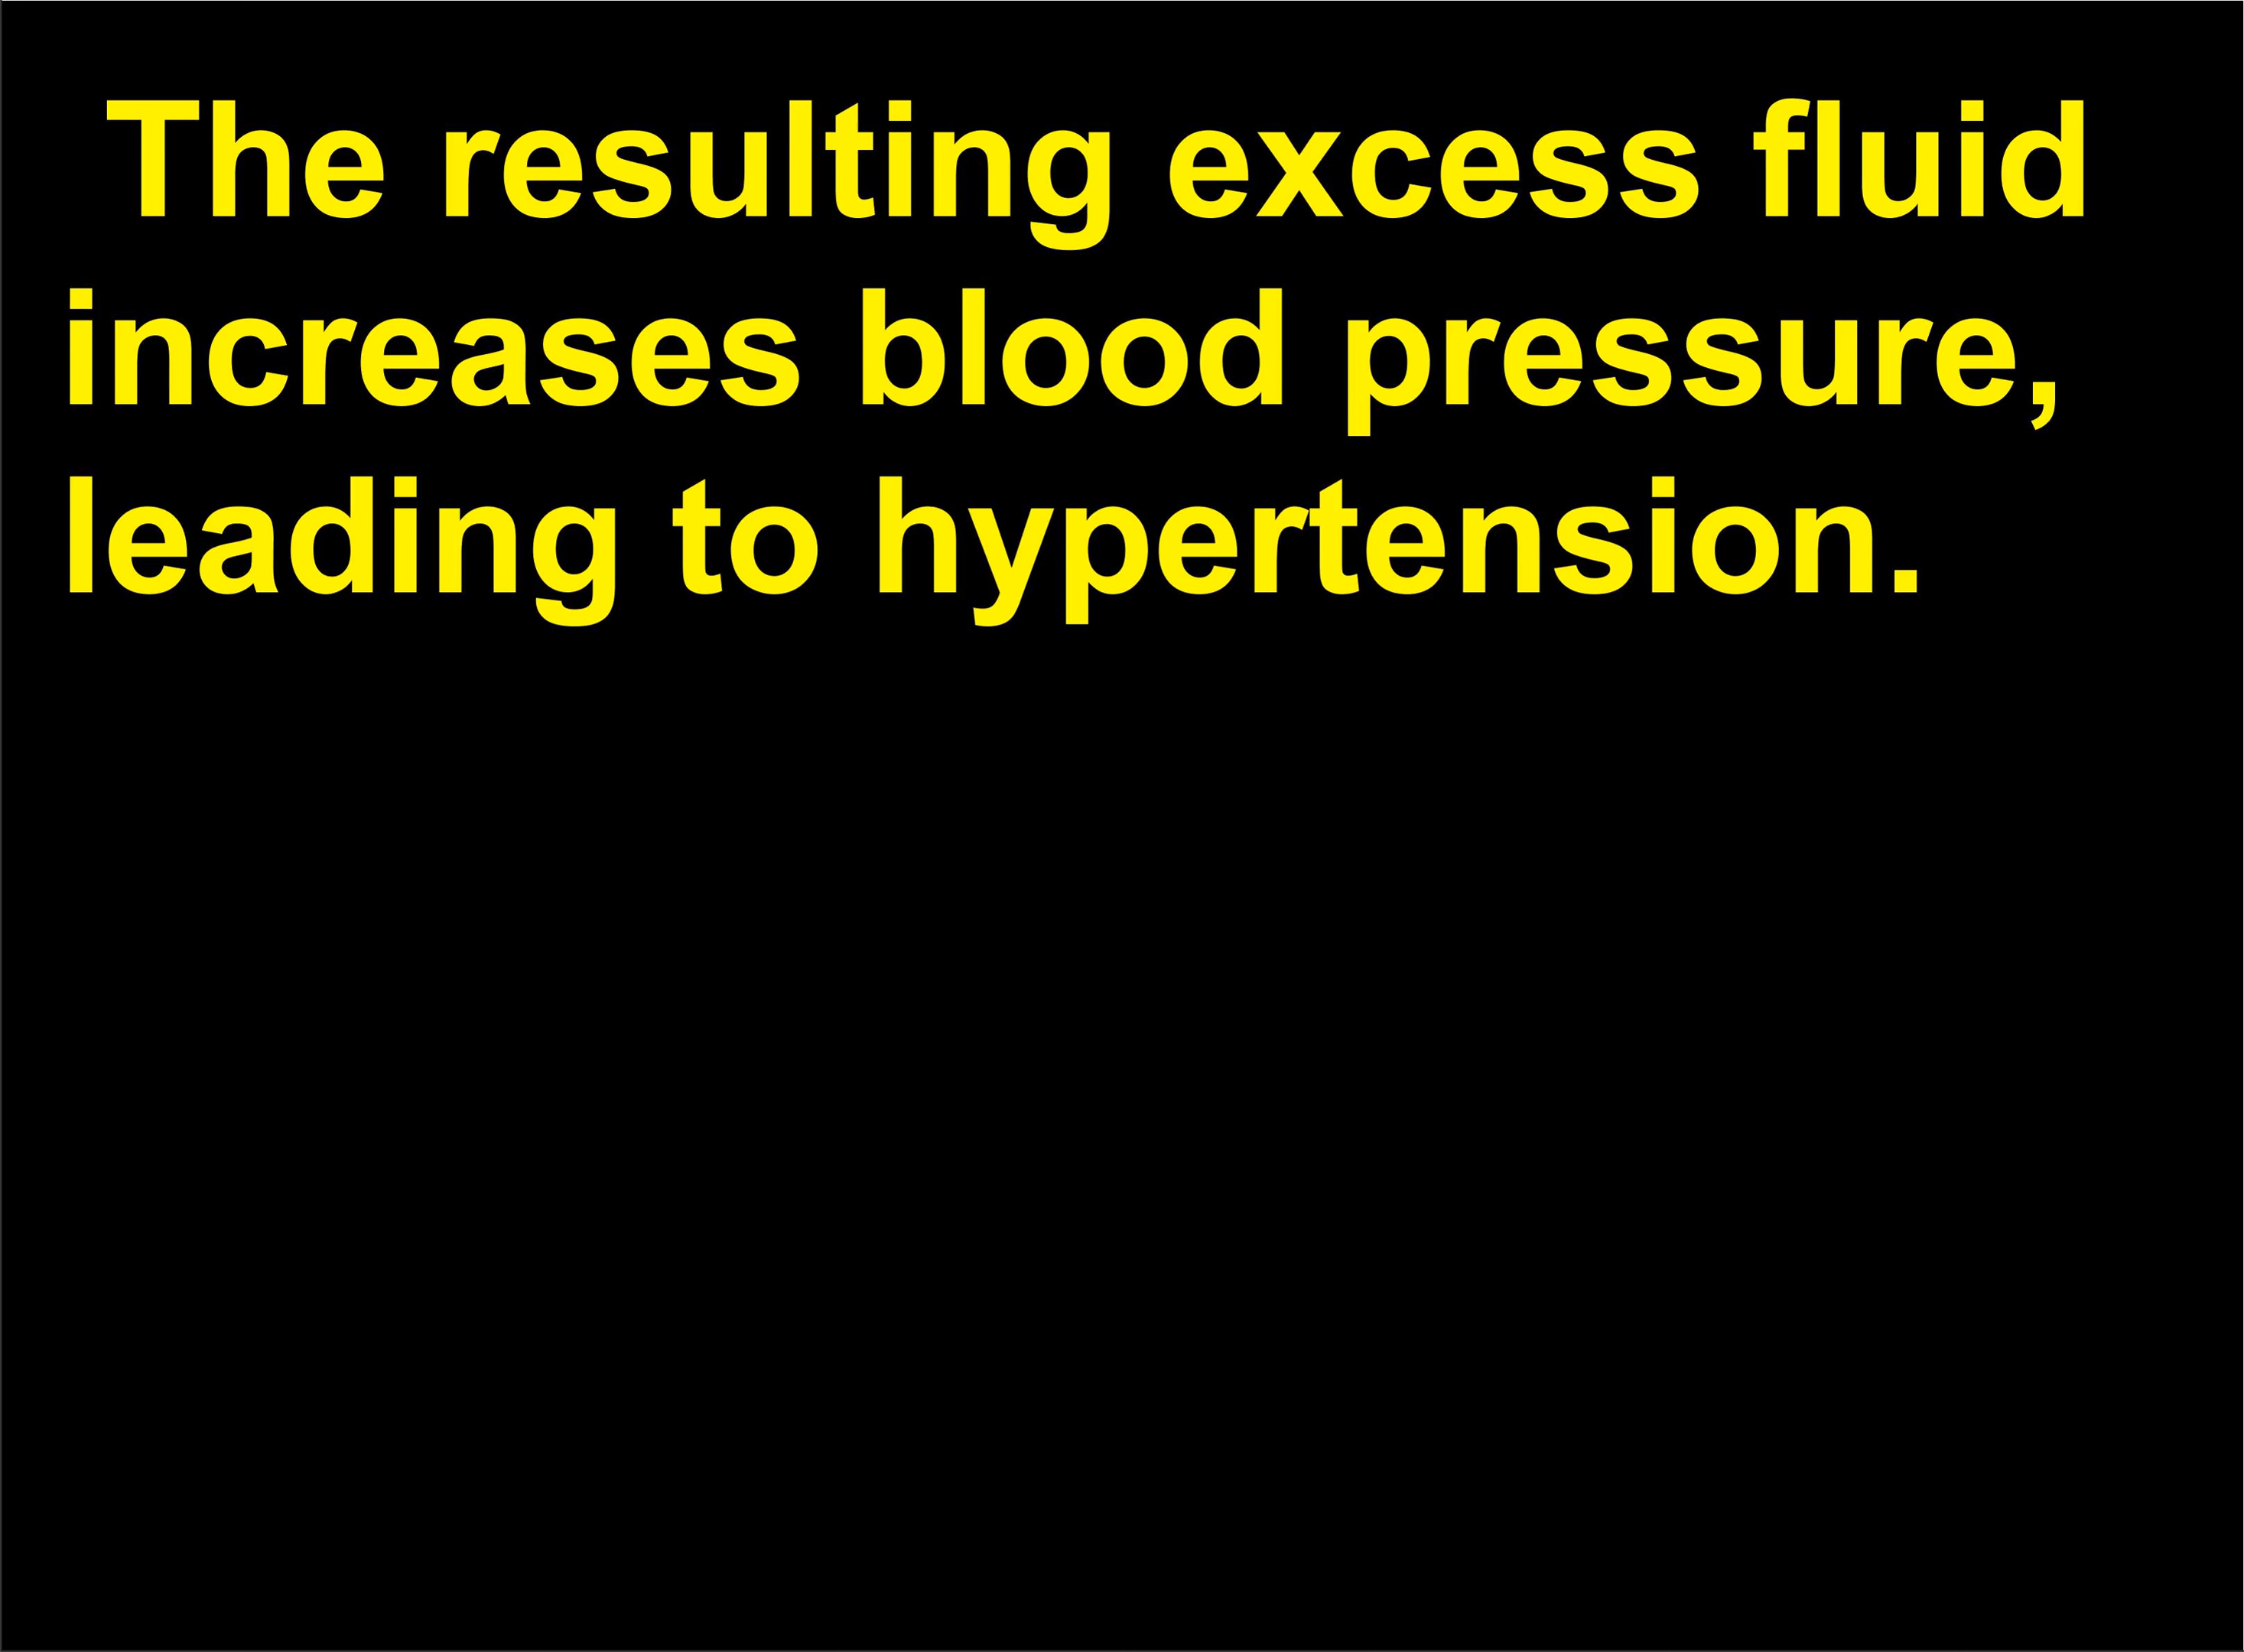 The resulting excess fluid
increases blood pressure,
leading to hypertension.